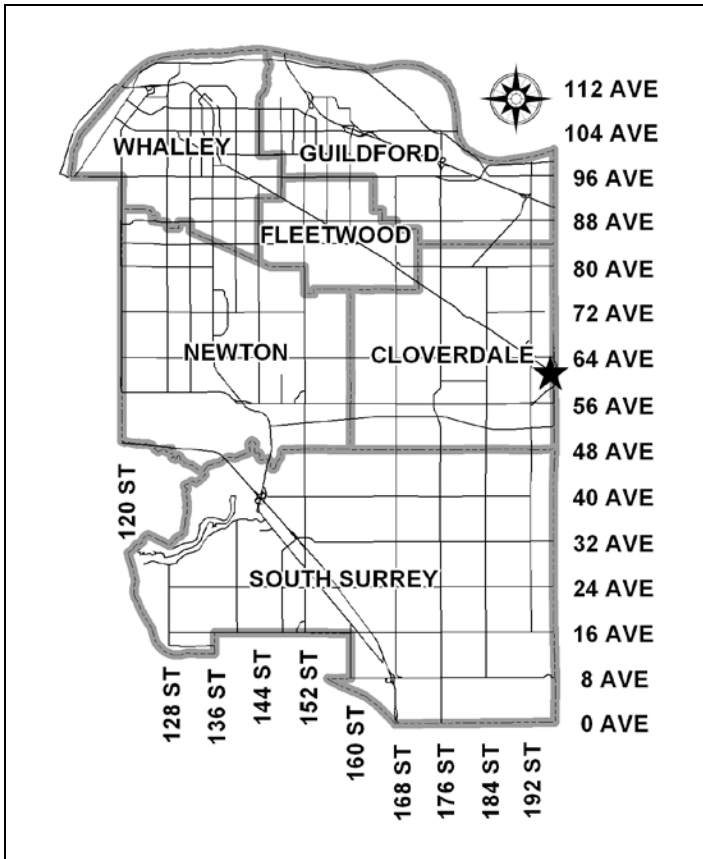 112 AVE
104 AVE
WHALLEY
GUILDFORD
96 AVE
88 AVE
FLEETWOOD
80 AVE
72 AVE
NEWTON
CLOVERDALE
64 AVE
56 AVE
48 AVE
120 ST
40 AVE
32 AVE
SOUTH SURREY
24 AVE
16 AVE
128 ST
136 ST
144 ST
152 ST
160 ST
8 AVE
0 AVE
168 ST
176 ST
184 ST
192 ST